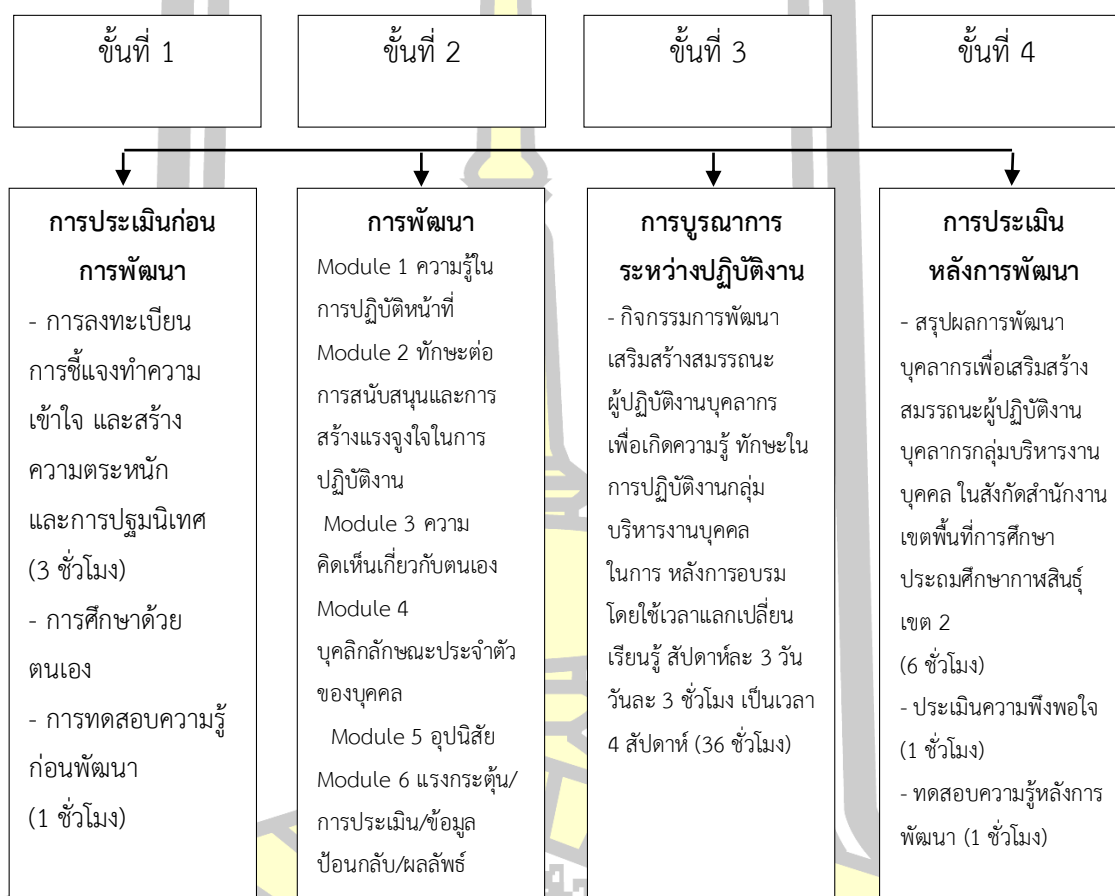 ขั้นที่ 1
ขั้นที่ 2
ขั้นที่ 3
ขั้นที่ 4
การประเมินก่อน
การพัฒนา
- การลงทะเบียน
การชี้แจงทำความ
เข้าใจ และสร้าง
ความตระหนัก
และการปฐมนิเทศ
(3 ชั่วโมง)
- การศึกษาด้วย
ตนเอง
- การทดสอบความรู้
ก่อนพัฒนา
(1 ชั่วโมง)
การพัฒนา
Module 1 ความรู้ใน
การปฏิบัติหน้าที่
Module 2 ทักษะต่อ
การสนับสนุนและการ
สร้างแรงจูงใจในการ
ปฏิบัติงาน
Module 3 ความ
คิดเห็นเกี่ยวกับตนเอง
Module 4
บุคลิกลักษณะประจำตัว
ของบุคคล
Module 5 อุปนิสัย
Module 6 แรงกระตุ้น/
การประเมิน/ข้อมูล
ป้อนกลับ/ผลลัพธ์
การบูรณาการ
ระหว่างปฏิบัติงาน
- กิจกรรมการพัฒนา
เสริมสร้างสมรรถนะ
ผู้ปฏิบัติงานบุคลากร
เพื่อเกิดความรู้ ทักษะใน
การปฏิบัติงานกลุ่ม
บริหารงานบุคคล
ในการ หลังการอบรม
โดยใช้เวลาแลกเปลี่ยน
เรียนรู้ สัปดาห์ละ 3 วัน
วันละ 3 ชั่วโมง เป็นเวลา
4 สัปดาห์ (36 ชั่วโมง)
การประเมิน
หลังการพัฒนา
- สรุปผลการพัฒนา
บุคลากรเพื่อเสริมสร้าง
สมรรถนะผู้ปฏิบัติงาน
บุคลากรกลุ่มบริหารงาน
บุคคล ในสังกัดสำนักงาน
เขตพื้นที่การศึกษา
ประถมศึกษากาฬสินธุ์
เขต 2
(6 ชั่วโมง)
- ประเมินความพึงพอใจ
(1 ชั่วโมง)
- ทดสอบความรู้หลังการ
พัฒนา (1 ชั่วโมง)